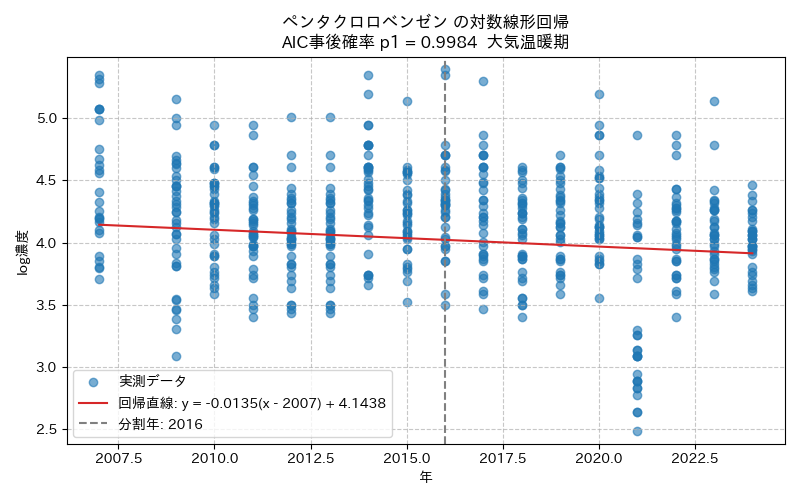 ペンタクロロベンゼン の対数線形回帰
AIC事後確率 p1 = 0.9984  大気温暖期
log濃度
5.0
4.5
4.0
3.5
3.0
2.5
実測データ
回帰直線: y = -0.0135(x - 2007) + 4.1438
分割年: 2016
2007.5
2010.0
2012.5
2015.0
2017.5
2020.0
2022.5
年